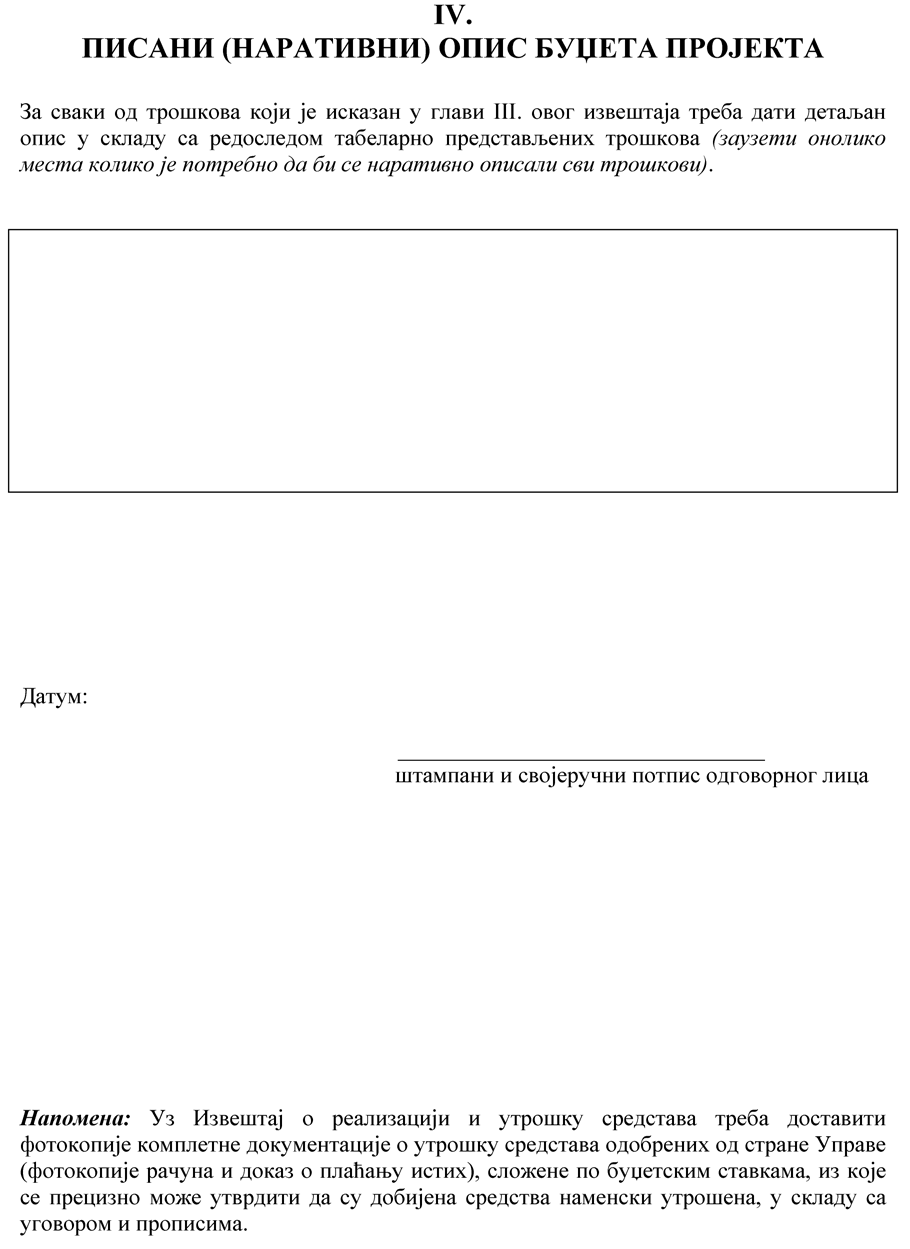 IV.
ПИСАНИ (НАРАТИВНИ) ОПИС БУЏЕТА ПРОЈЕКТА
За сваки од трошкова који је исказан у глави III. овог извештаја треба дати детаљан
опис у складу са редоследом табеларно представљених трошкова (заузети онолико
места колико је потребно да би се наративно описали сви трошкови).
Датум:
штампани и својеручни потпис одговорног лица
Напомена: Уз Извештај о реализацији и утрошку средстава треба доставити
фотокопије комплетне документације о утрошку средстава одобрених од стране Управе
(фотокопије рачуна и доказ о плаћању истих), сложене по буџетским ставкама, из које
се прецизно може утврдити да су добијена средства наменски утрошена, у складу са
уговором и прописима.